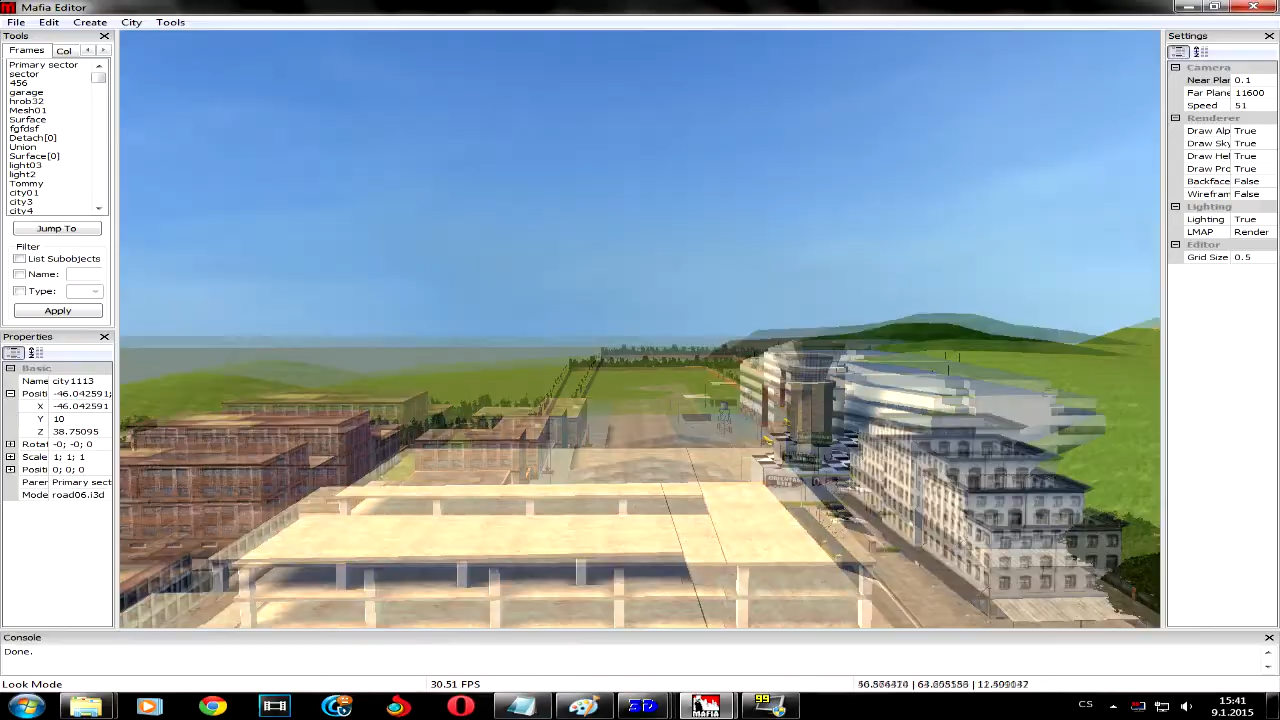 Mafia Editor
File Edit Create City Tools
Tools
Frames Col
Primary sector
sector
456
garage
hrob32
Mesh01
Surface
fgfdsf
Detach[0]
Union
Surface[0]
light03
light2
Tommy
city01
city3
city4
Jump To
Filter
List Subobjects
Name:
Type:
Apply
Properties
Basic
Name city1113
Positi -46.042591;
X -46.042591
Y 10
Z 38.75095
Rotat -0; -0; 0
Scale 1; 1; 1
Positi 0; 0; 0
Parer Primary sect
Mode road06.i3d
Settings
Camera
Near Plar 0.1
Far Plane 11600
Speed 51
Renderer
Draw Alp True
Draw Sky True
Draw Hel True
Draw Pro True
Backface False
Wirefram False
Lighting
Lighting True
LMAP Render
Editor
Grid Size 0.5
Console
Done.
Look Mode 30.51 FPS
3D
MAFIA
99
CS
15:41
9.1.2015